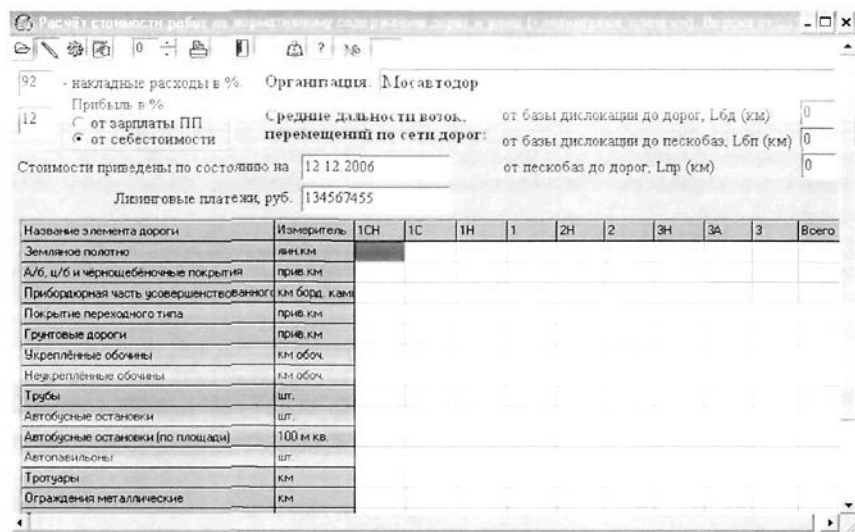 Расчёт стоимости работ по нормативному содержанию дорог и улиц
0 ?
92 - накладные расходы в %. Организация. Мосавтодор
Прибыль в %
12
от зарплаты ПП
от себестоимости
Средние дальности возок,
перемещений по сети дорог:
от базы дислокации до дорог, Lбд (км) 0
от базы дислокации до пескобаз, Lбп (км) 0
от пескобаз до дорог, Lпр (км) 0
Стоимости приведены по состоянию на 12 12 2006
Лизинговые платежи, руб. 134567455
Название элемента дороги Измеритель 1СН 1С 1Н 1 2Н 2 3Н 3А 3 Всего
Земляное полотно лин.км
А/б, ц/б и чёрнощебёночные покрытия прив.км
Прибордюрная часть усовершенствованного км борд. камн
Покрытие переходного типа прив.км
Грунтовые дороги прив.км
Укреплённые обочины км обоч.
Неукреплённые обочины км обоч.
Трубы шт.
Автобусные остановки шт.
Автобусные остановки (по площади) 100 м кв.
Автопавильоны шт.
Тротуары км
Ограждения металлические км